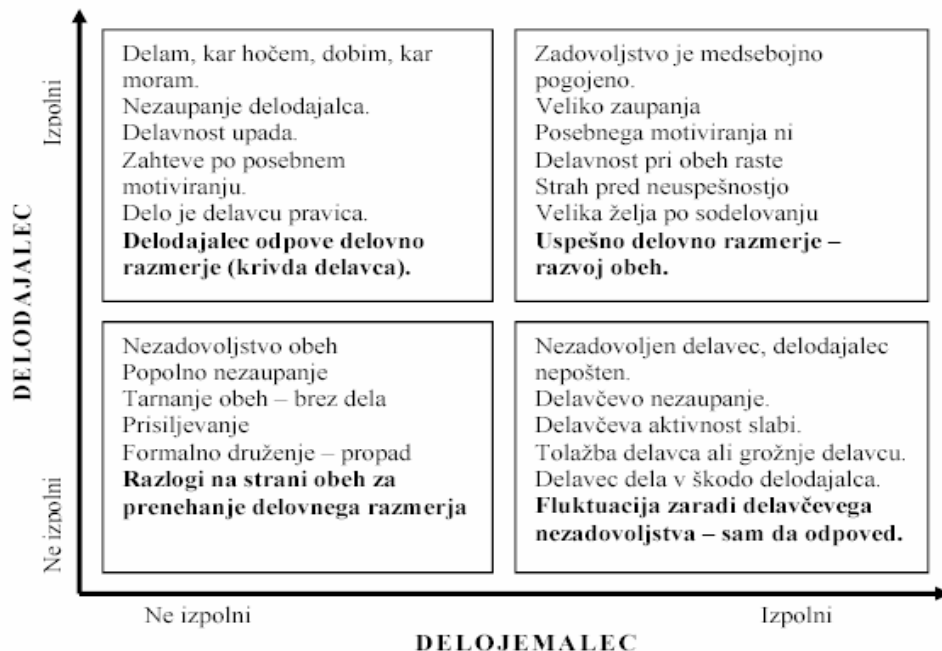 DELODAJALEC
Izpolni
Delam, kar hočem, dobim, kar
moram.
Nezaupanje delodajalca.
Delavnost upada.
Zahteve po posebnem
motiviranju.
Delo je delavcu pravica.
Delodajalec odpove delovno
razmerje (krivda delavca).
Zadovoljstvo je medsebojno
pogojeno.
Veliko zaupanja
Posebnega motiviranja ni
Delavnost pri obeh raste
Strah pred neuspešnostjo
Velika želja po sodelovanju
Uspešno delovno razmerje –
razvoj obeh.
Ne izpolni
Nezadovoljstvo obeh
Popolno nezaupanje
Tarnanje obeh – brez dela
Prisiljevanje
Formalno druženje – propad
Razlogi na strani obeh za
prenehanje delovnega razmerja
Nezadovoljen delavec, delodajalec
nepošten.
Delavčevo nezaupanje.
Delavčeva aktivnost slabi.
Tolažba delavca ali grožnje delavcu.
Delavec dela v škodo delodajalca.
Fluktuacija zaradi delavčevega
nezadovoljstva – sam da odpoved.
Ne izpolni
Izpolni
DELOJEMALEC